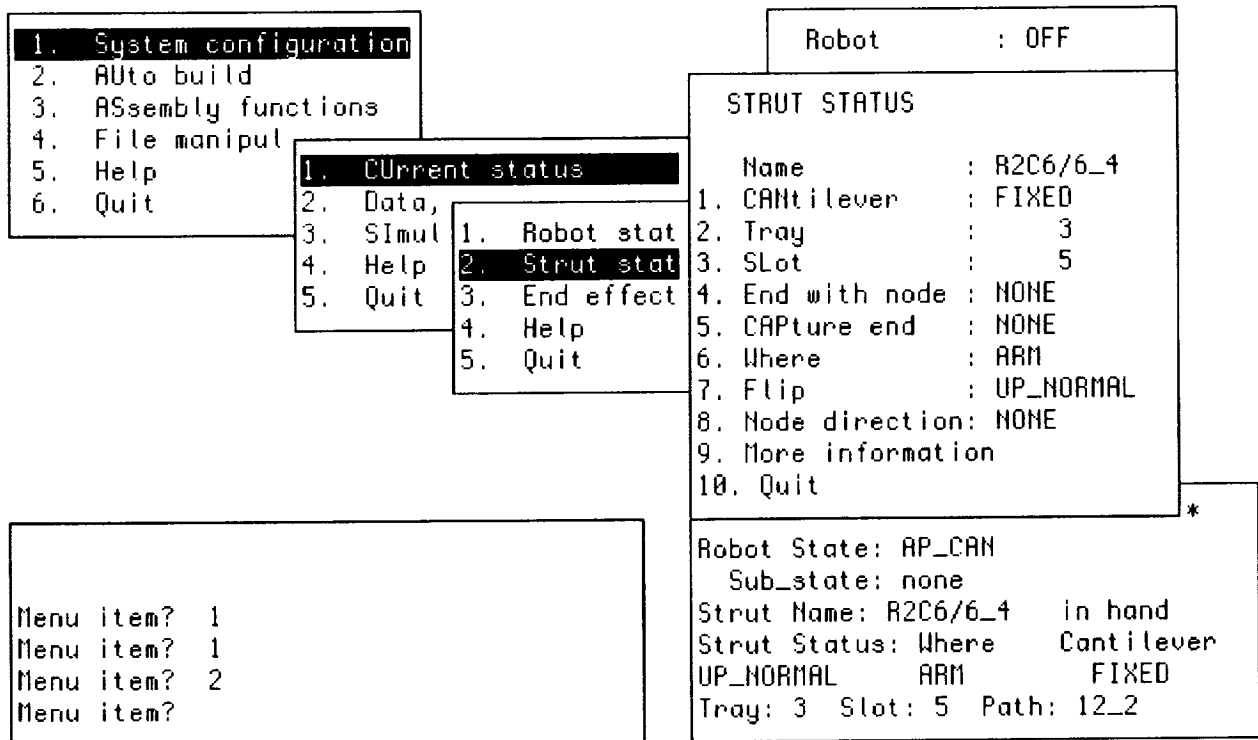 1. System configuration
2. AUto build
3. ASsembly functions
4. File manipul
5. Help
6. Quit
1. CUrrent status
2. Data,
3. SImul
4. Help
5. Quit
1. Robot stat
2. Strut stat
3. End effect
4. Help
5. Quit
Robot : OFF
STRUT STATUS
Name : R2C6/6_4
1. CANtilever : FIXED
2. Tray : 3
3. SLot : 5
4. End with node : NONE
5. CAPture end : NONE
6. Where : ARM
7. Flip : UP_NORMAL
8. Node direction: NONE
9. More information
10. Quit
Menu item? 1
Menu item? 1
Menu item? 2
Menu item?
*
Robot State: AP_CAN
Sub_state: none
Strut Name: R2C6/6_4 in hand
Strut Status: Where Cantilever
UP_NORMAL ARM FIXED
Tray: 3 Slot: 5 Path: 12_2